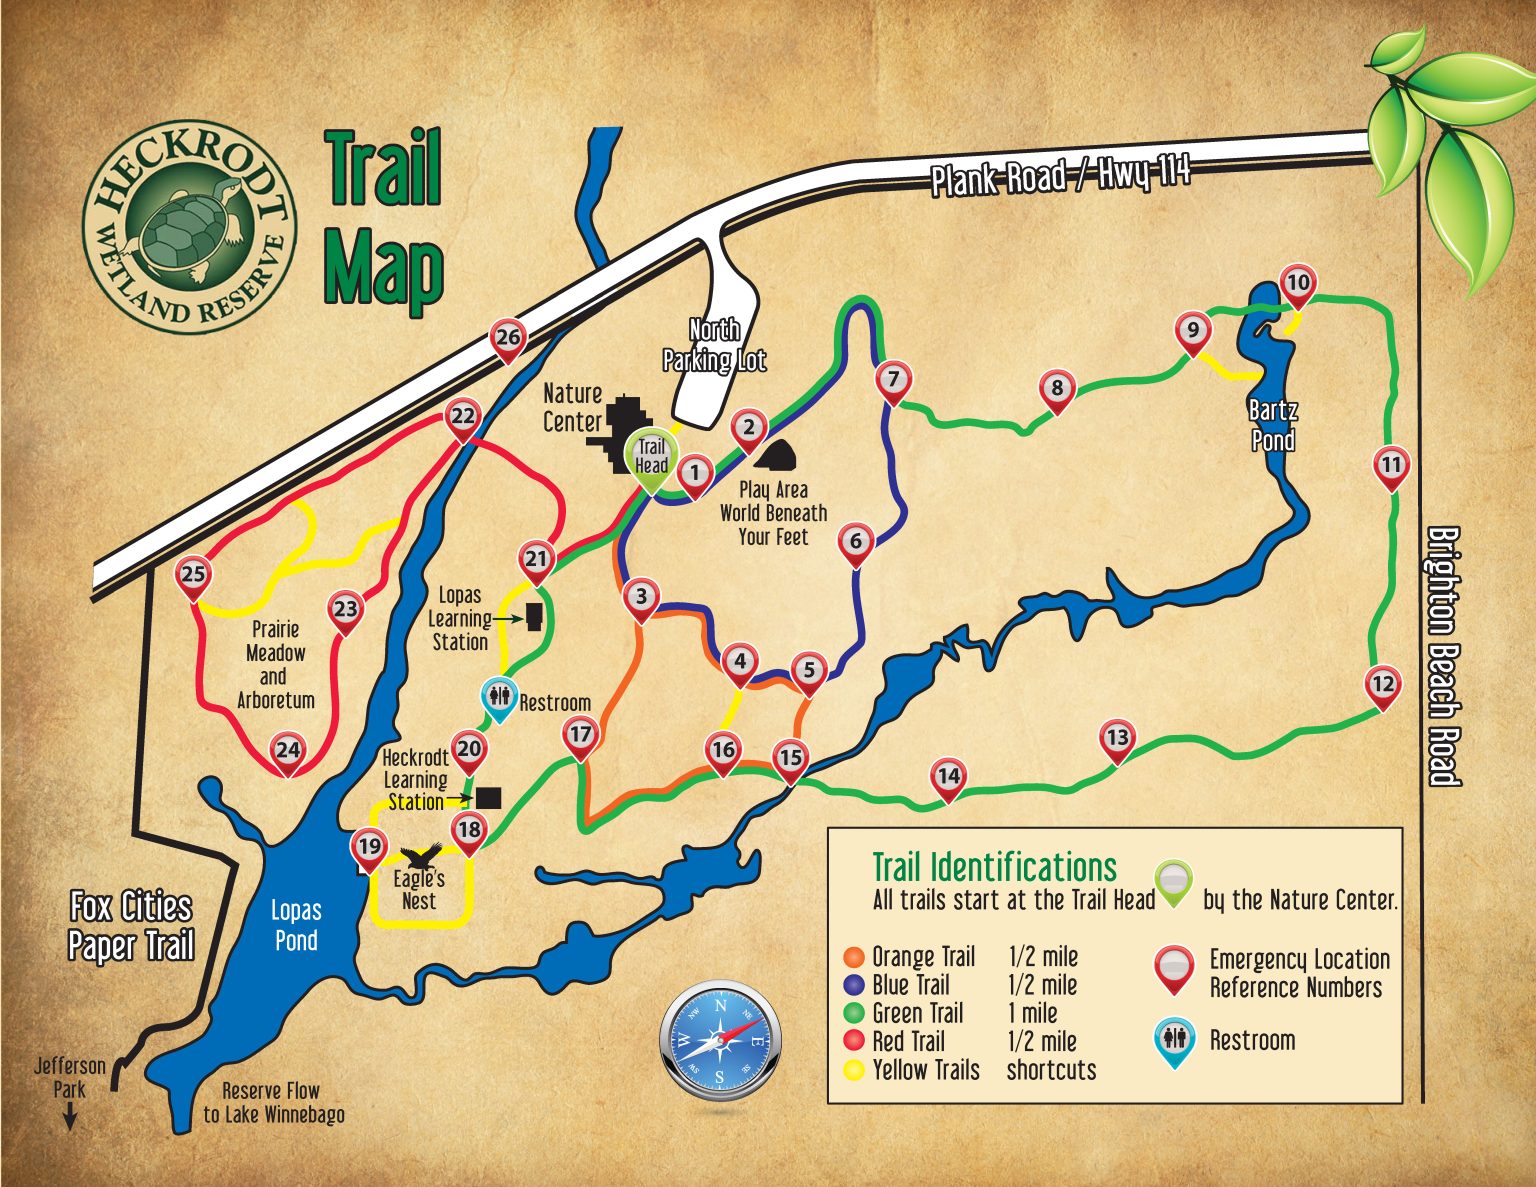 HECKRODT
WETLAND RESERVE
Trail
Map
Plank Road / Hwy 114
North
Parking Lot
Nature
Center
Trail
Head
1
2
3
4
5
6
7
8
9
10
11
12
13
14
15
16
17
18
19
20
21
22
23
24
25
26
Play Area
World Beneath
Your Feet
Bartz
Pond
Brighton Beach Road
Lopas
Learning
Station
Restroom
Prairie
Meadow
and
Arboretum
Heckrodt
Learning
Station
Eagle's
Nest
Lopas
Pond
Fox Cities
Paper Trail
Jefferson
Park
Reserve Flow
to Lake Winnebago
N
NE
E
SE
S
SW
W
NW
Trail Identifications
All trails start at the Trail Head by the Nature Center.
Orange Trail 1/2 mile
Blue Trail 1/2 mile
Green Trail 1 mile
Red Trail 1/2 mile
Yellow Trails shortcuts
Emergency Location
Reference Numbers
Restroom